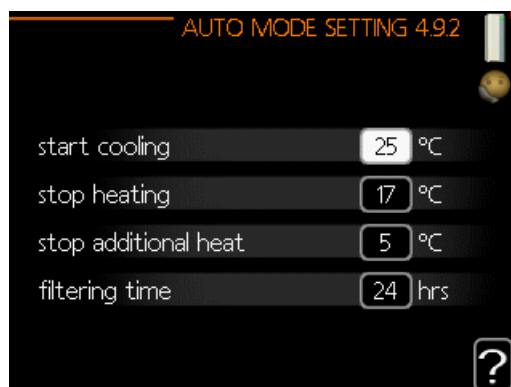 AUTO MODE SETTING 4.9.2
start cooling 25 °C
stop heating 17 °C
stop additional heat 5 °C
filtering time 24 hrs
?